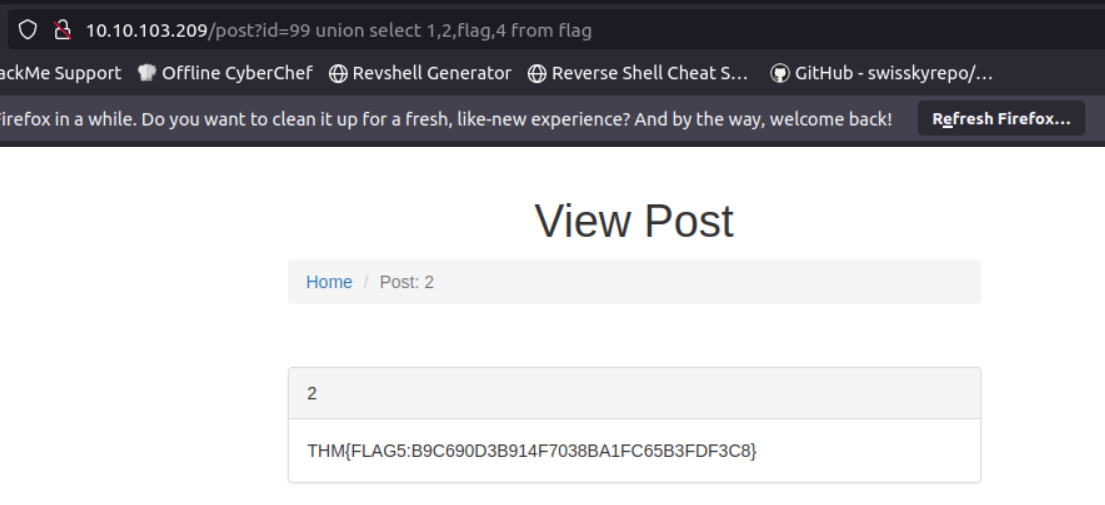 10.10.103.209/post?id=99 union select 1,2,flag,4 from flag
ackMe Support Offline CyberChef Revshell Generator Reverse Shell Cheat S... GitHub - swisskyrepo/...
Firefox in a while. Do you want to clean it up for a fresh, like-new experience? And by the way, welcome back! Refresh Firefox...
View Post
Home / Post: 2
2
THM{FLAG5:B9C690D3B914F7038BA1FC65B3FDF3C8}